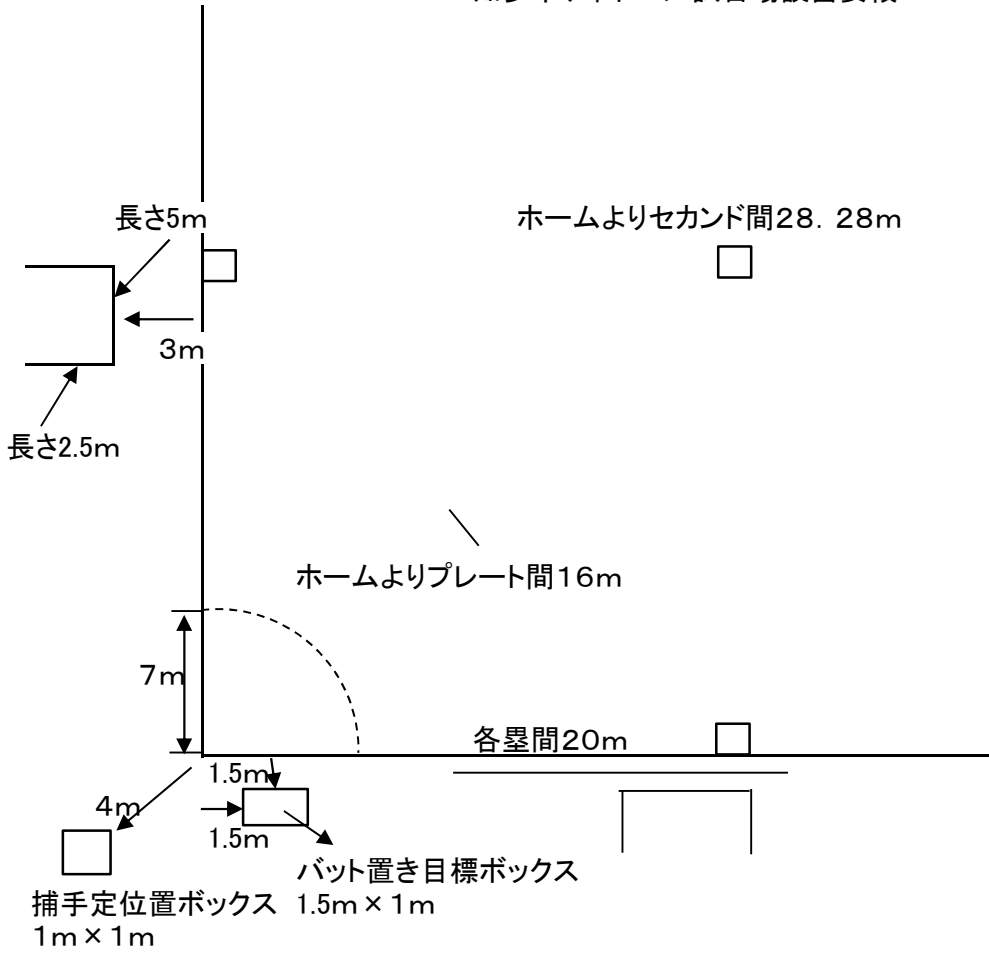 長さ5m
ホームよりセカンド間28．28m
3m
長さ2.5m
ホームよりプレート間16m
7m
各塁間20m
1.5m
4m
1.5m
バット置き目標ボックス
1.5m×1m
捕手定位置ボックス
1m×1m